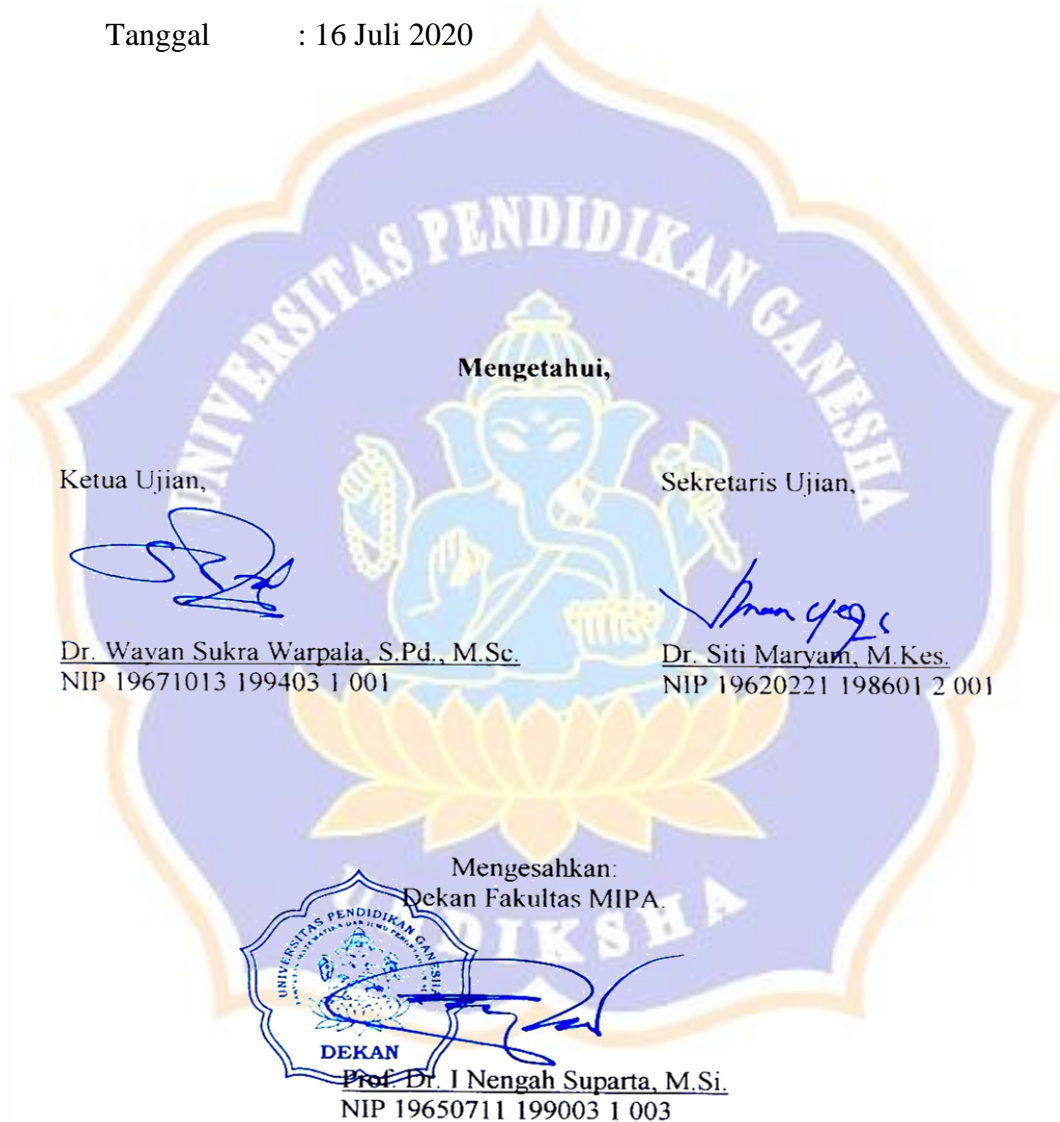 Tanggal : 16 Juli 2020
UNIVERSITAS PENDIDIKAN GANESHA
Mengetahui,
Ketua Ujian,
Sekretaris Ujian,
Dr. Wayan Sukra Warpala, S.Pd., M.Sc.
NIP 19671013 199403 1 001
Dr. Siti Maryam, M.Kes.
NIP 19620221 198601 2 001
Mengesahkan:
Dekan Fakultas MIPA.
UNDIKSHA
UNIVERSITAS PENDIDIKAN GANESHA
DEKAN
Prof. Dr. I Nengah Suparta, M.Si.
NIP 19650711 199003 1 003